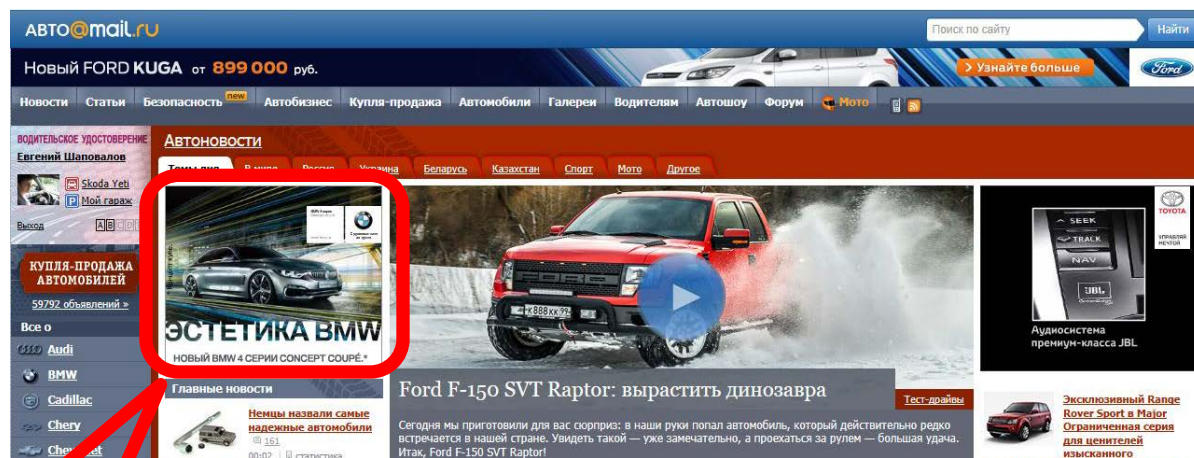 АВТО@mail.ru
Поиск по сайту
Найти
Новый FORD KUGA от 899 000 руб.
Узнайте больше
Ford
Новости Статьи Безопасность new Автобизнес Купля-продажа Автомобили Галереи Водителям Автошоу Форум Мото
ВОДИТЕЛЬСКОЕ УДОСТОВЕРЕНИЕ
Евгений Шаповалов
Skoda Yeti
P Мой гараж
Выход
A B C D
КУПЛЯ-ПРОДАЖА
АВТОМОБИЛЕЙ
59792 объявлений »
Все о
Audi
BMW
Cadillac
Chery
Автоновости
Украина Беларусь Казахстан Спорт Мото Другое
ЭСТЕТИКА BMW
НОВЫЙ BMW 4 СЕРИИ CONCEPT COUPÉ.*
Главные новости
Немцы назвали самые
надежные автомобили
161
00:02 статистика
К888КК99
Ford F-150 SVT Raptor: вырастить динозавра
Тест-драйвы
Сегодня мы приготовили для вас сюрприз: в наши руки попал автомобиль, который действительно редко
встречается в нашей стране. Увидеть такой — уже замечательно, а проехаться за рулем — большая удача.
Итак, Ford F-150 SVT Raptor!
SEEK
TRACK
NAV
JBL
TOYOTA
УПРАВЛЯЙ
МЕЧТОЙ
Аудиосистема
премиум-класса JBL
Эксклюзивный Range
Rover Sport в Major
Ограниченная серия
для ценителей
изысканного